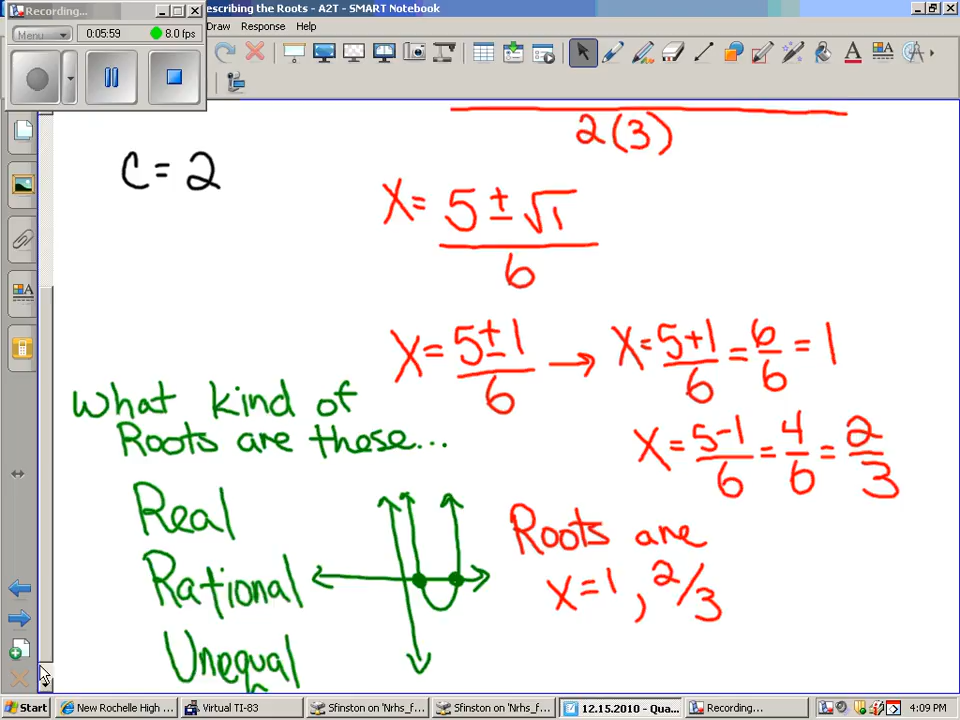 Recording...
escribing the Roots - A2T - SMART Notebook
Menu
0:05:59
8.0 fps
Draw
Response
Help
2(3)
C = 2
X = 5 ± √1
6
X = 5 ± 1 / 6 → X = 5+1 / 6 = 6/6 = 1
X = 5-1 / 6 = 4/6 = 2/3
What kind of
Roots are these...
Real
Rational
Unequal
Roots are
X = 1, 2/3
Start
New Rochelle High ...
Virtual TI-83
Sfinston on 'Nrhs_f...
Sfinston on 'Nrhs_f...
12.15.2010 - Qua...
Recording...
4:09 PM